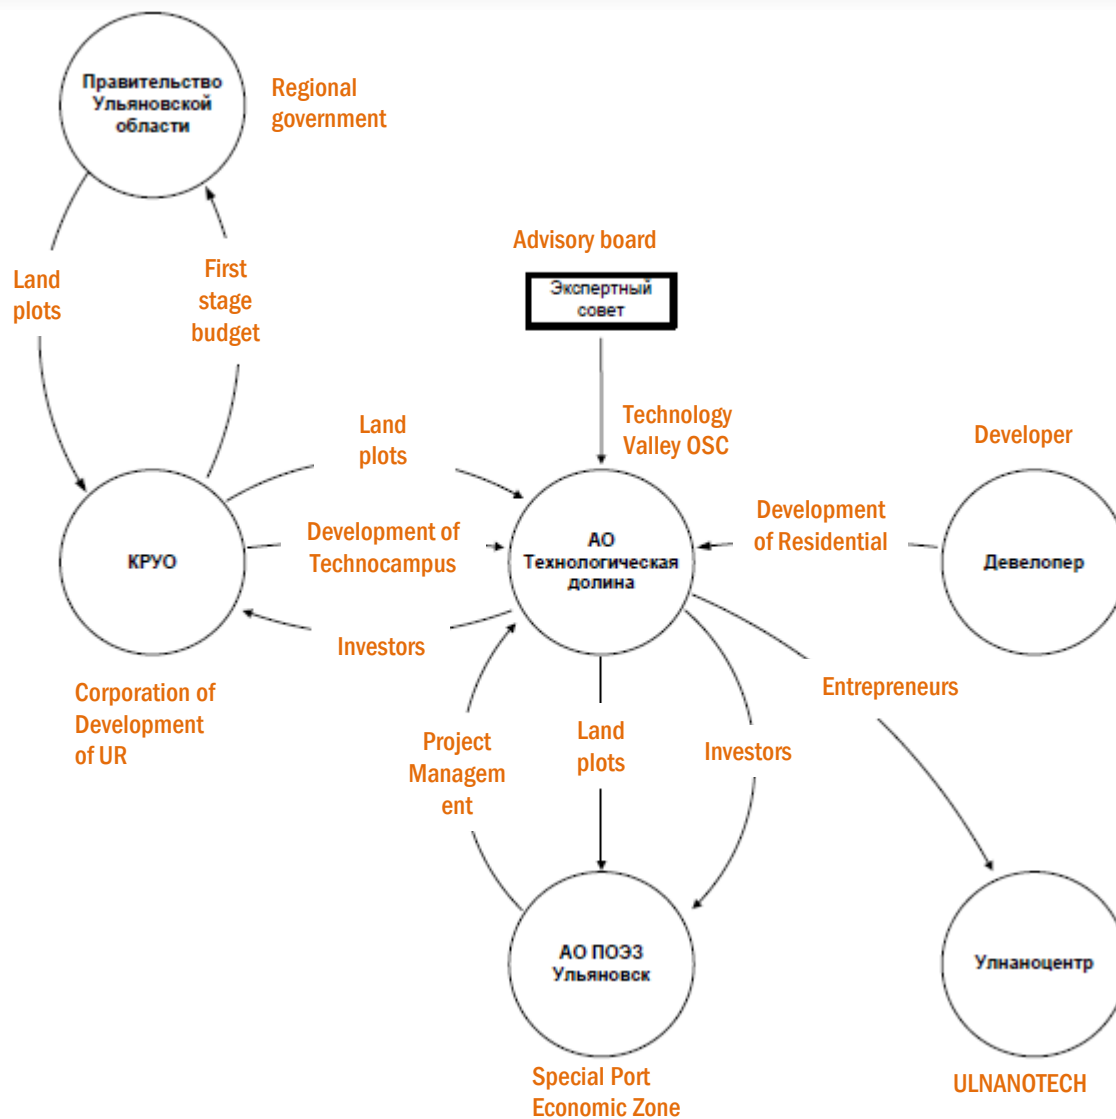 Правительство
Ульяновской
области
Regional
government
Land
plots
First
stage
budget
Advisory board
Экспертный
совет
Technology
Valley OSC
Developer
Land
plots
Development of
Technocampus
Development
of Residential
КРУО
АО
Технологическая
долина
Девелопер
Investors
Corporation of
Development
of UR
Entrepreneurs
Project
Managem
ent
Land
plots
Investors
АО ПОЭЗ
Ульяновск
Улнаноцентр
Special Port
Economic Zone
ULNANOTECH